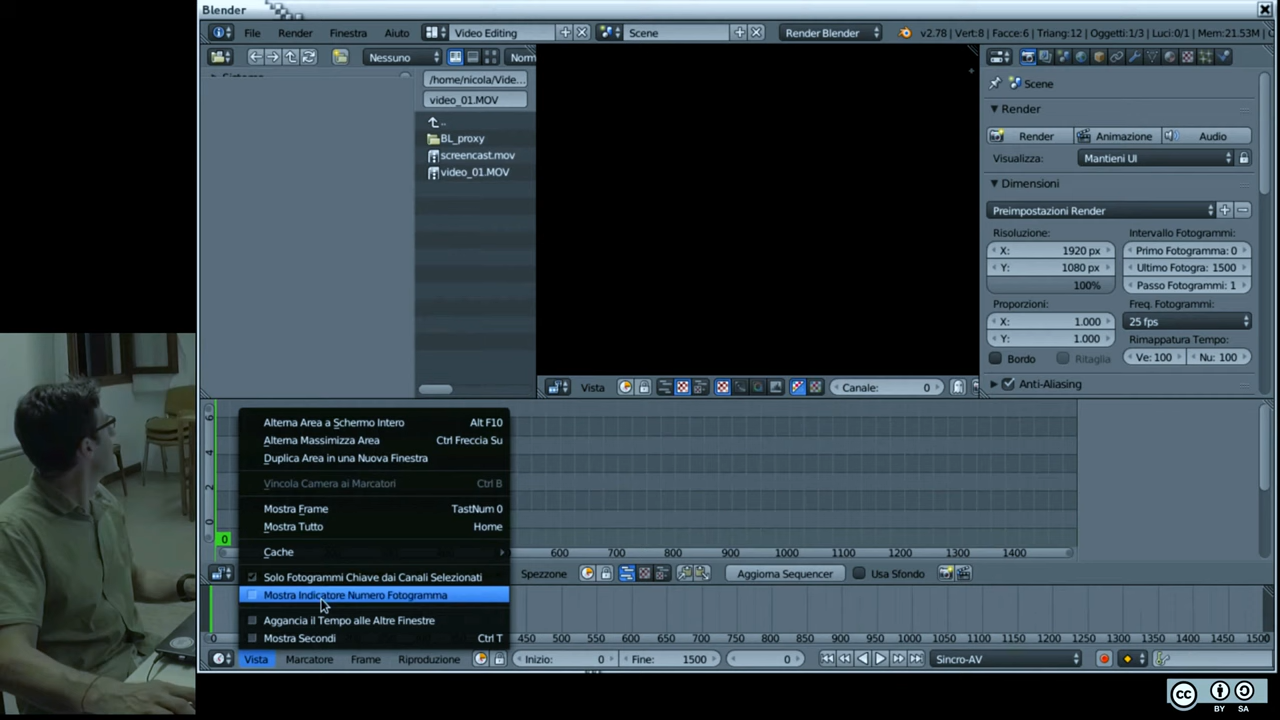 Blender
File Render Finestra Aiuto Video Editing Scene Render Blender v2.78 | Vert:8 | Facce:6 | Triang:12 | Oggetti:1/3 | Luci:0/1 | Mem:21.53M
Nessuno Norm
/home/nicola/Vide...
video_01.MOV
..
BL_proxy
screencast.mov
video_01.MOV
Scene
Render
Render Animazione Audio
Visualizza: Mantieni UI
Dimensioni
Preimpostazioni Render
Risoluzione: Intervallo Fotogrammi:
X: 1920 px Primo Fotogramma: 0
Y: 1080 px Ultimo Fotogra: 1500
100% Passo Fotogrammi: 1
Proporzioni: Freq. Fotogrammi:
X: 1.000 25 fps
Y: 1.000 Rimappatura Tempo:
Bordo Ritaglia Ve: 100 Nu: 100
Anti-Aliasing
Vista Canale: 0
6
4
2
0
0
Alterna Area a Schermo Intero Alt F10
Alterna Massimizza Area Ctrl Freccia Su
Duplica Area in una Nuova Finestra
Vincola Camera ai Marcatori Ctrl B
Mostra Frame TastNum 0
Mostra Tutto Home
Cache
Solo Fotogrammi Chiave dai Canali Selezionati
Mostra Indicatore Numero Fotogramma
Aggancia il Tempo alle Altre Finestre
Mostra Secondi Ctrl T
600 700 800 900 1000 1100 1200 1300 1400
Spezzone Aggiorna Sequencer Usa Sfondo
0 450 500 550 600 650 700 750 800 850 900 950 1000 1050 1100 1150 1200 1250 1300 1350 1400 1450 1500
Vista Marcatore Frame Riproduzione Inizio: 0 Fine: 1500 0 Sincro-AV
cc BY SA